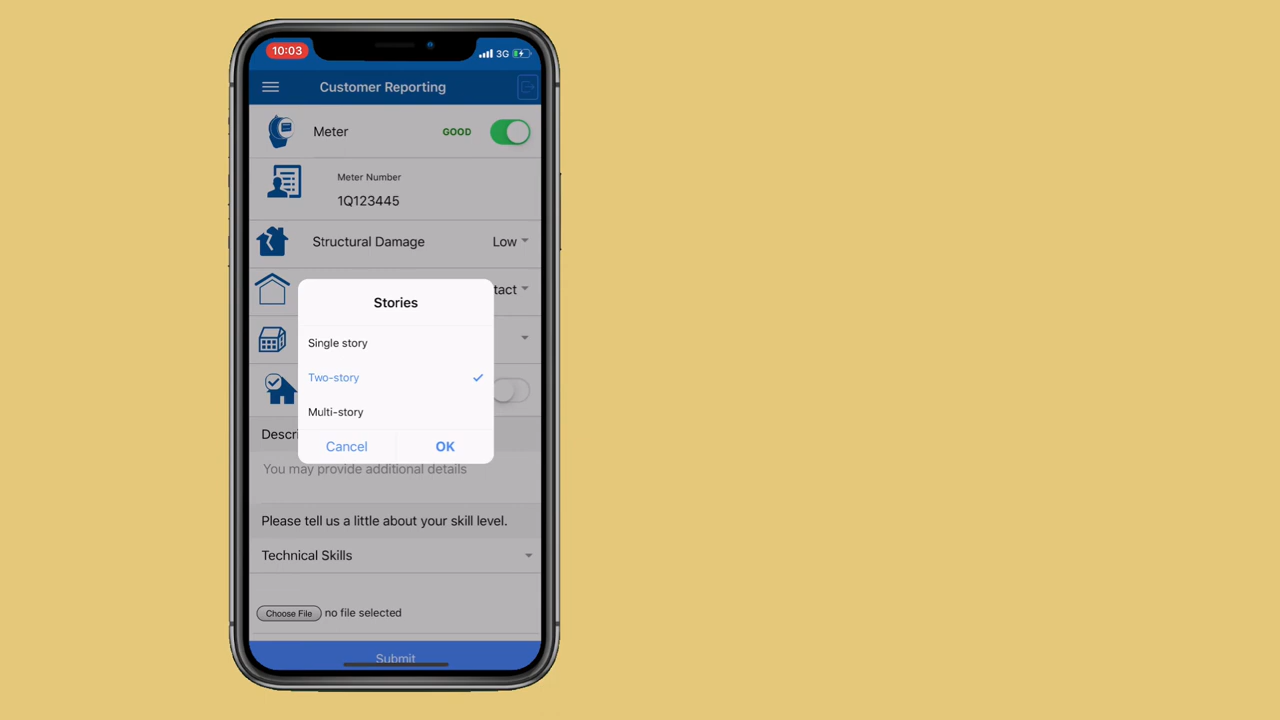 10:03
3G
Customer Reporting
Meter GOOD
Meter Number
1Q123445
Structural Damage Low
tact
Stories
Single story
Two-story
Multi-story
Cancel OK
Descri
You may provide additional details
Please tell us a little about your skill level.
Technical Skills
Choose File no file selected
Submit